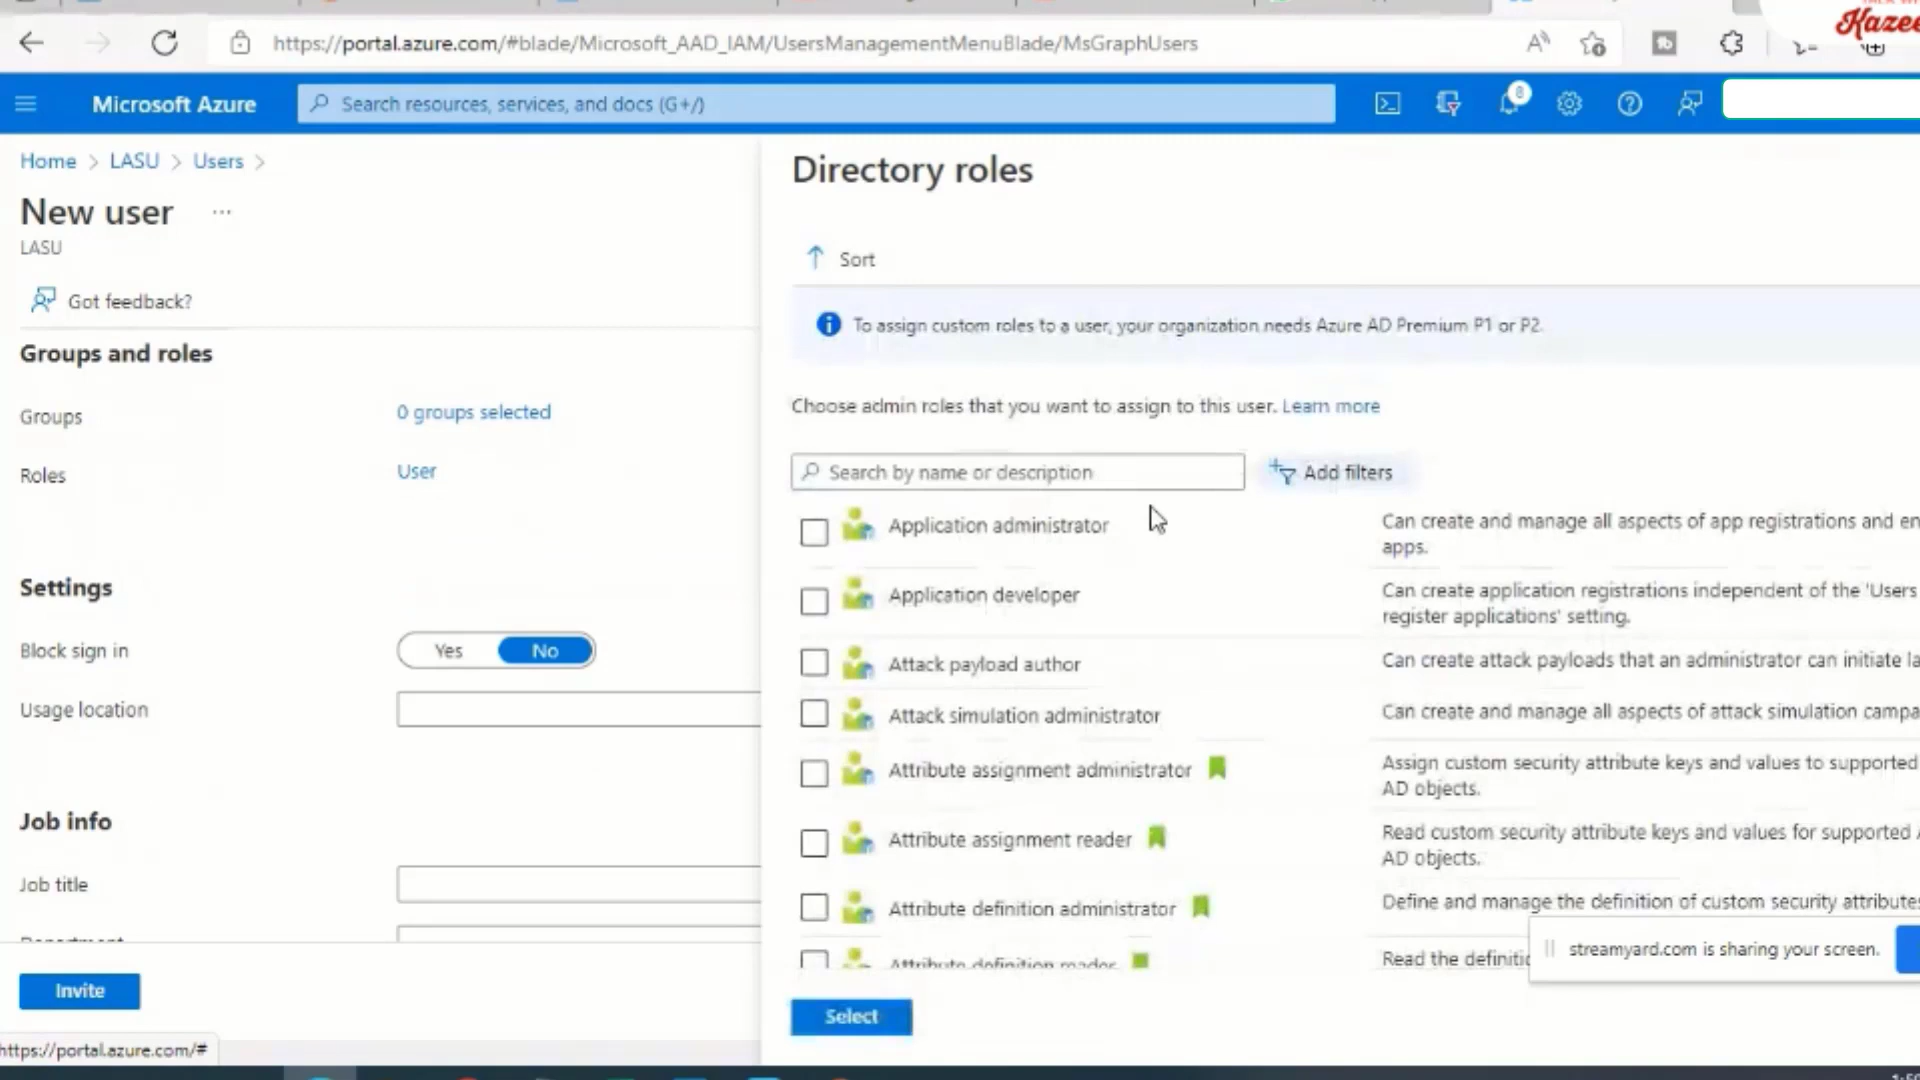 Kazee
https://portal.azure.com/#blade/Microsoft_AAD_IAM/UsersManagementMenuBlade/MsGraphUsers
Microsoft Azure
Search resources, services, and docs (G+/)
Home > LASU > Users >
New user ...
LASU
Got feedback?
Groups and roles
Groups 0 groups selected
Roles User
Settings
Block sign in Yes No
Usage location
Job info
Job title
Department
Invite
https://portal.azure.com/#
Directory roles
Sort
To assign custom roles to a user, your organization needs Azure AD Premium P1 or P2.
Choose admin roles that you want to assign to this user. Learn more
Search by name or description
Add filters
Application administrator
Can create and manage all aspects of app registrations and en
apps.
Application developer
Can create application registrations independent of the 'Users
register applications' setting.
Attack payload author
Can create attack payloads that an administrator can initiate la
Attack simulation administrator
Can create and manage all aspects of attack simulation campa
Attribute assignment administrator
Assign custom security attribute keys and values to supported
AD objects.
Attribute assignment reader
Read custom security attribute keys and values for supported A
AD objects.
Attribute definition administrator
Define and manage the definition of custom security attributes
Attribute definition reader
Read the definitio
streamyard.com is sharing your screen.
Select